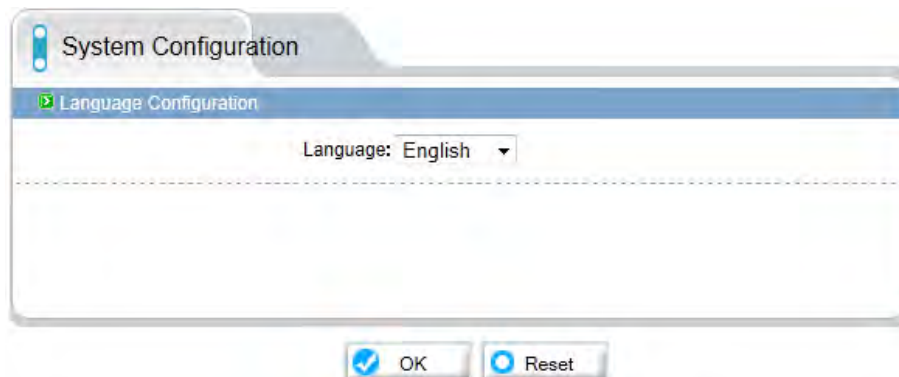 System Configuration
Language Configuration
Language: English
OK Reset